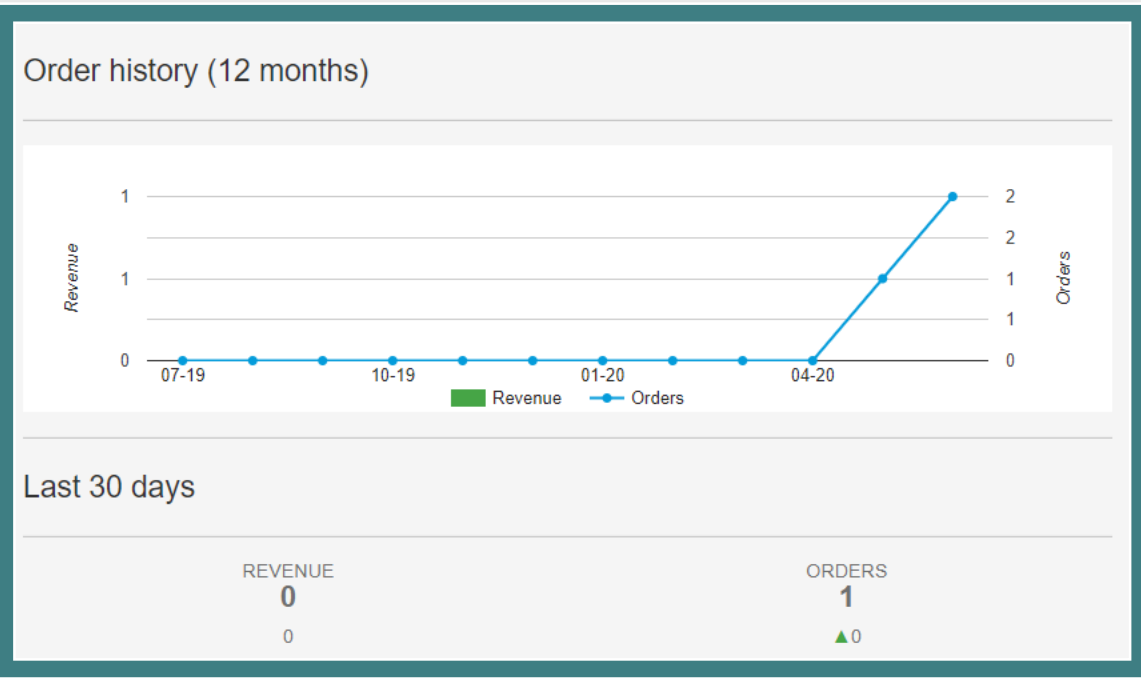 Order history (12 months)
1 2
2
Revenue 1 1 Orders
1
0 0
07-19 10-19 01-20 04-20
Revenue Orders
Last 30 days
REVENUE ORDERS
0 1
0 ▲0